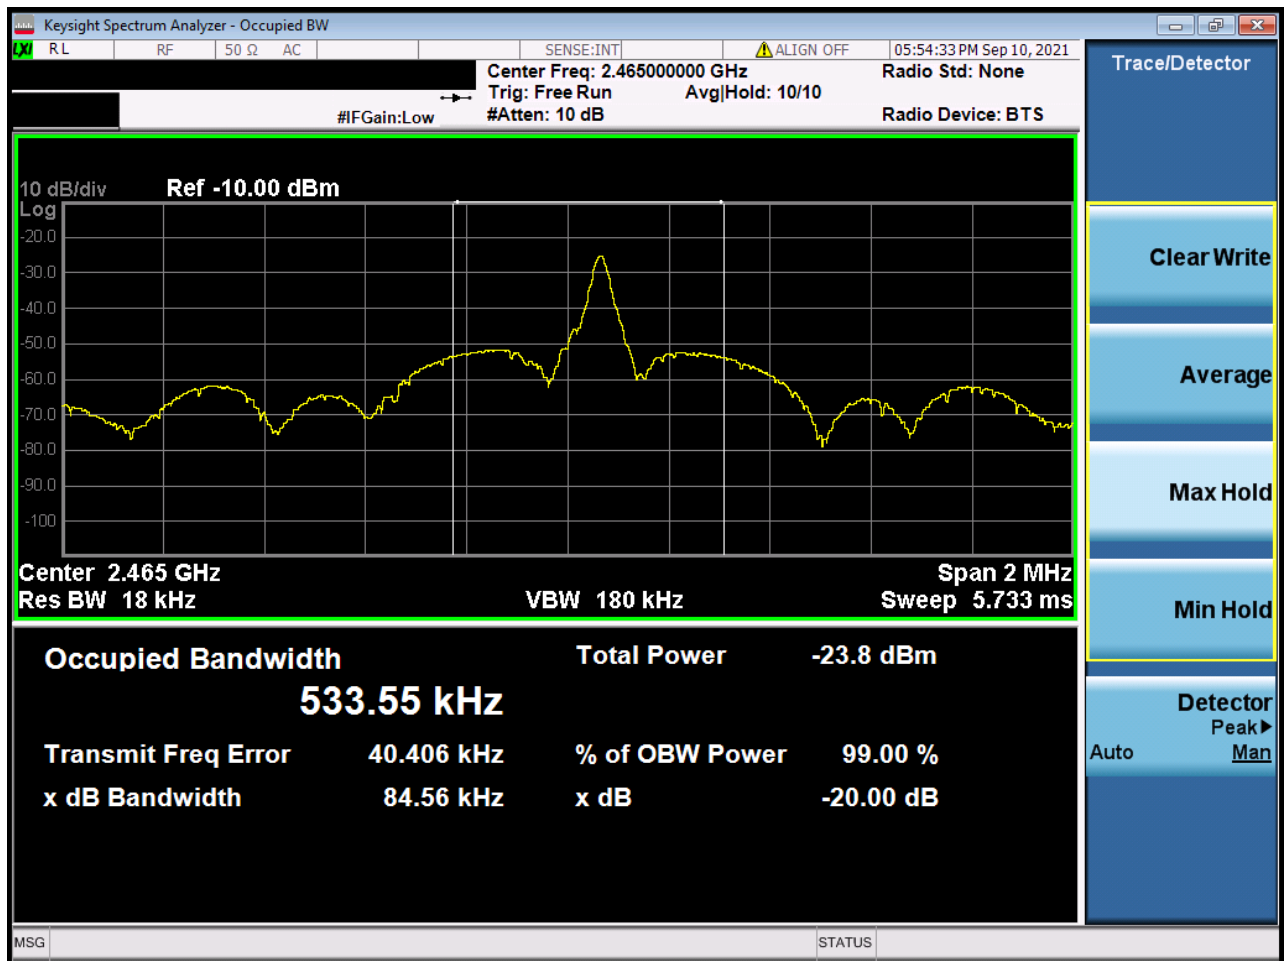 Keysight Spectrum Analyzer - Occupied BW
LXI RL RF 50 Ω AC SENSE:INT ALIGN OFF 05:54:33 PM Sep 10, 2021
Center Freq: 2.465000000 GHz Radio Std: None
Trig: Free Run Avg|Hold: 10/10
#IFGain:Low #Atten: 10 dB Radio Device: BTS
10 dB/div Ref -10.00 dBm
Log
-20.0
-30.0
-40.0
-50.0
-60.0
-70.0
-80.0
-90.0
-100
Center 2.465 GHz Span 2 MHz
Res BW 18 kHz VBW 180 kHz Sweep 5.733 ms
Occupied Bandwidth Total Power -23.8 dBm
533.55 kHz
Transmit Freq Error 40.406 kHz % of OBW Power 99.00 %
x dB Bandwidth 84.56 kHz x dB -20.00 dB
MSG STATUS
Trace/Detector
Clear Write
Average
Max Hold
Min Hold
Detector
Peak▶
Auto Man